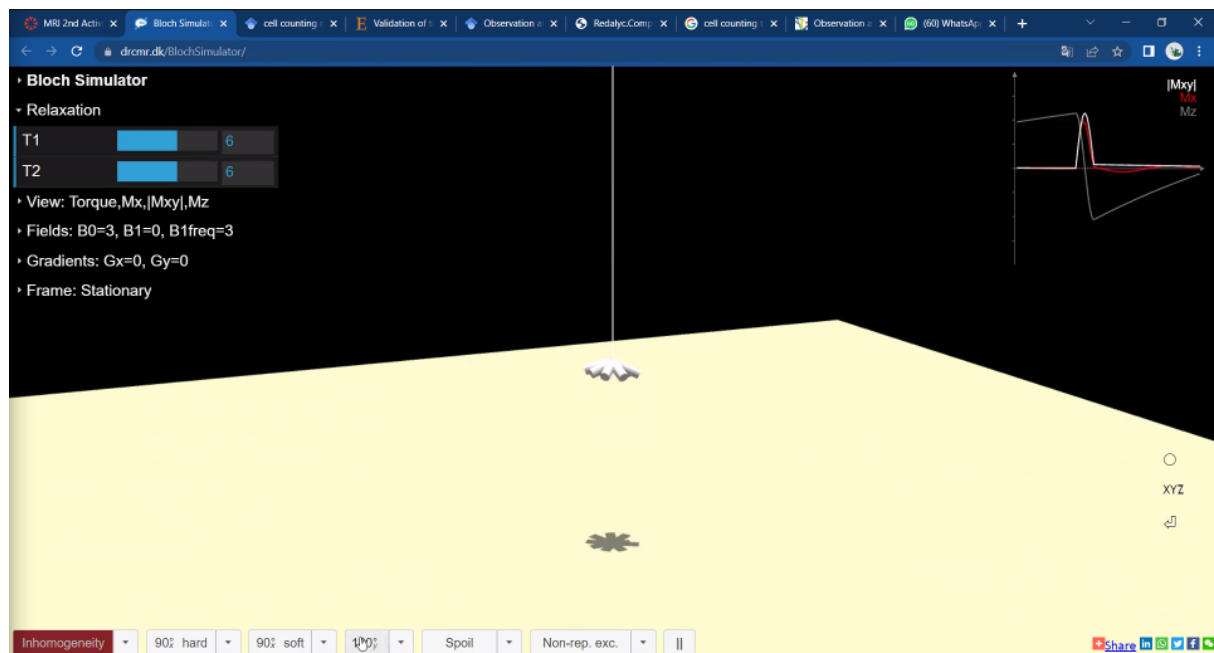 MRI 2nd Activ
Bloch Simulat
cell counting r
Validation of t
Observation a
Redalyc.Comp
cell counting t
Observation a
(60) WhatsAp
drcmr.dk/BlochSimulator/
Bloch Simulator
Relaxation
T1 6
T2 6
View: Torque,Mx,|Mxy|,Mz
Fields: B0=3, B1=0, B1freq=3
Gradients: Gx=0, Gy=0
Frame: Stationary
|Mxy|
Mx
Mz
XYZ
Inhomogeneity 90°x hard 90°x soft Spoil Non-rep. exc. ||
Share